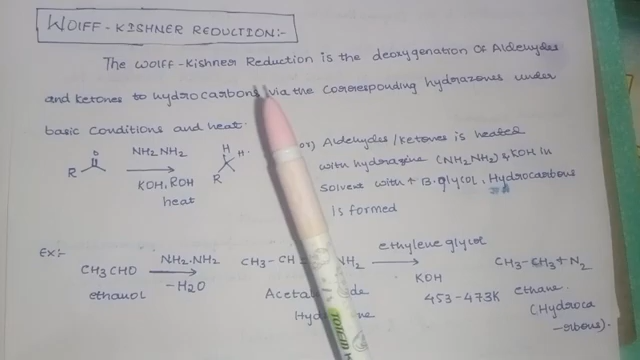 WOlFF-KISHNER REDUCTION:-
The wolff-Kishner Reduction is the deoxygenation of Aldehydes
and ketones to hydrocarbons via the corresponding hydrazones under
basic conditions and heat.
or) Aldehydes/ketones is heated
with hydrazine (NH2NH2) & KOH in
solvent with ↑ B.glycol, Hydrocarbons
is formed
O
R
NH2NH2
KOH, ROH
heat
H
H
R
Ex:-
CH3CHO
ethanol
NH2.NH2
-H2O
CH3-CH NH2
Hyd ne
ethylene glycol
KOH
453-473K
CH3-CH3+N2
ethane
(Hydroca
-rbons).